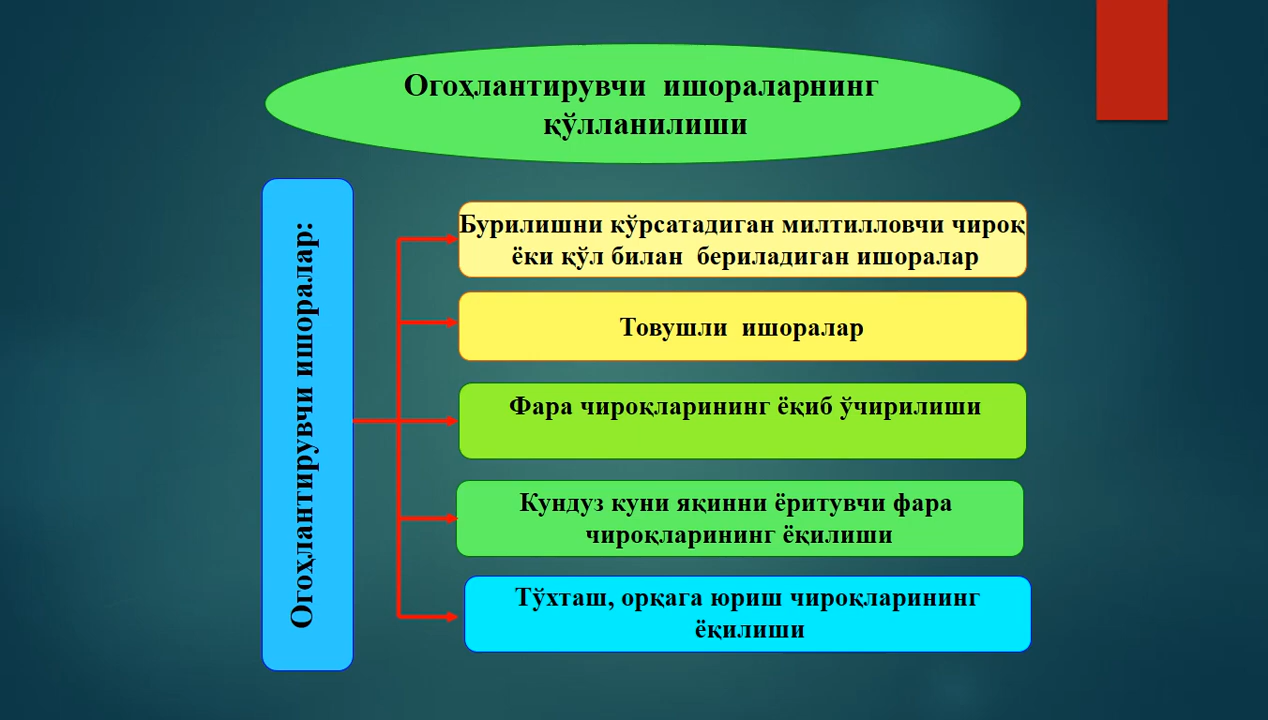 Огоҳлантирувчи ишораларнинг
қўлланилиши
Огоҳлантирувчи ишоралар:
Бурилишни кўрсатадиган милтилловчи чироқ
ёки қўл билан бериладиган ишоралар
Товушли ишоралар
Фара чироқларининг ёқиб ўчирилиши
Кундуз куни яқинни ёритувчи фара
чироқларининг ёқилиши
Тўхташ, орқага юриш чироқларининг
ёқилиши